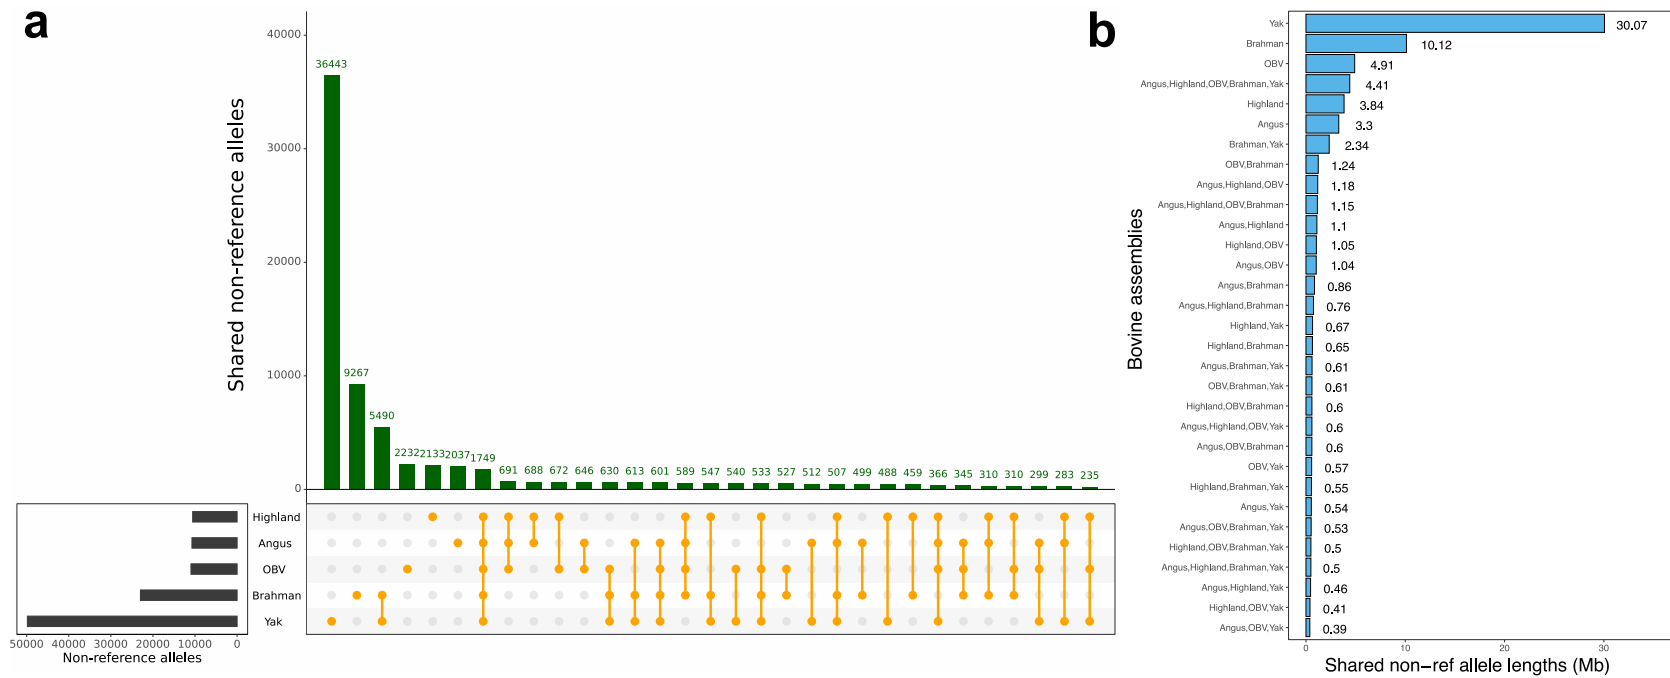 a
Shared non-reference alleles
40000
30000
20000
10000
0
36443
9267
5490
2232
2133
2037
1749
691
688
672
646
630
613
601
589
547
540
533
527
512
507
499
488
459
366
345
310
310
299
283
235
Highland
Angus
OBV
Brahman
Yak
50000 40000 30000 20000 10000 0
Non-reference alleles
b
Bovine assemblies
Yak 30.07
Brahman 10.12
OBV 4.91
Angus,Highland,OBV,Brahman,Yak 4.41
Highland 3.84
Angus 3.3
Brahman,Yak 2.34
OBV,Brahman 1.24
Angus,Highland,OBV 1.18
Angus,Highland,OBV,Brahman 1.15
Angus,Highland 1.1
Highland,OBV 1.05
Angus,OBV 1.04
Angus,Brahman 0.86
Angus,Highland,Brahman 0.76
Highland,Yak 0.67
Highland,Brahman 0.65
Angus,Brahman,Yak 0.61
OBV,Brahman,Yak 0.61
Highland,OBV,Brahman 0.6
Angus,Highland,OBV,Yak 0.6
Angus,OBV,Brahman 0.6
OBV,Yak 0.57
Highland,Brahman,Yak 0.55
Angus,Yak 0.54
Angus,OBV,Brahman,Yak 0.53
Highland,OBV,Brahman,Yak 0.5
Angus,Highland,Brahman,Yak 0.5
Angus,Highland,Yak 0.46
Highland,OBV,Yak 0.41
Angus,OBV,Yak 0.39
0 10 20 30
Shared non−ref allele lengths (Mb)